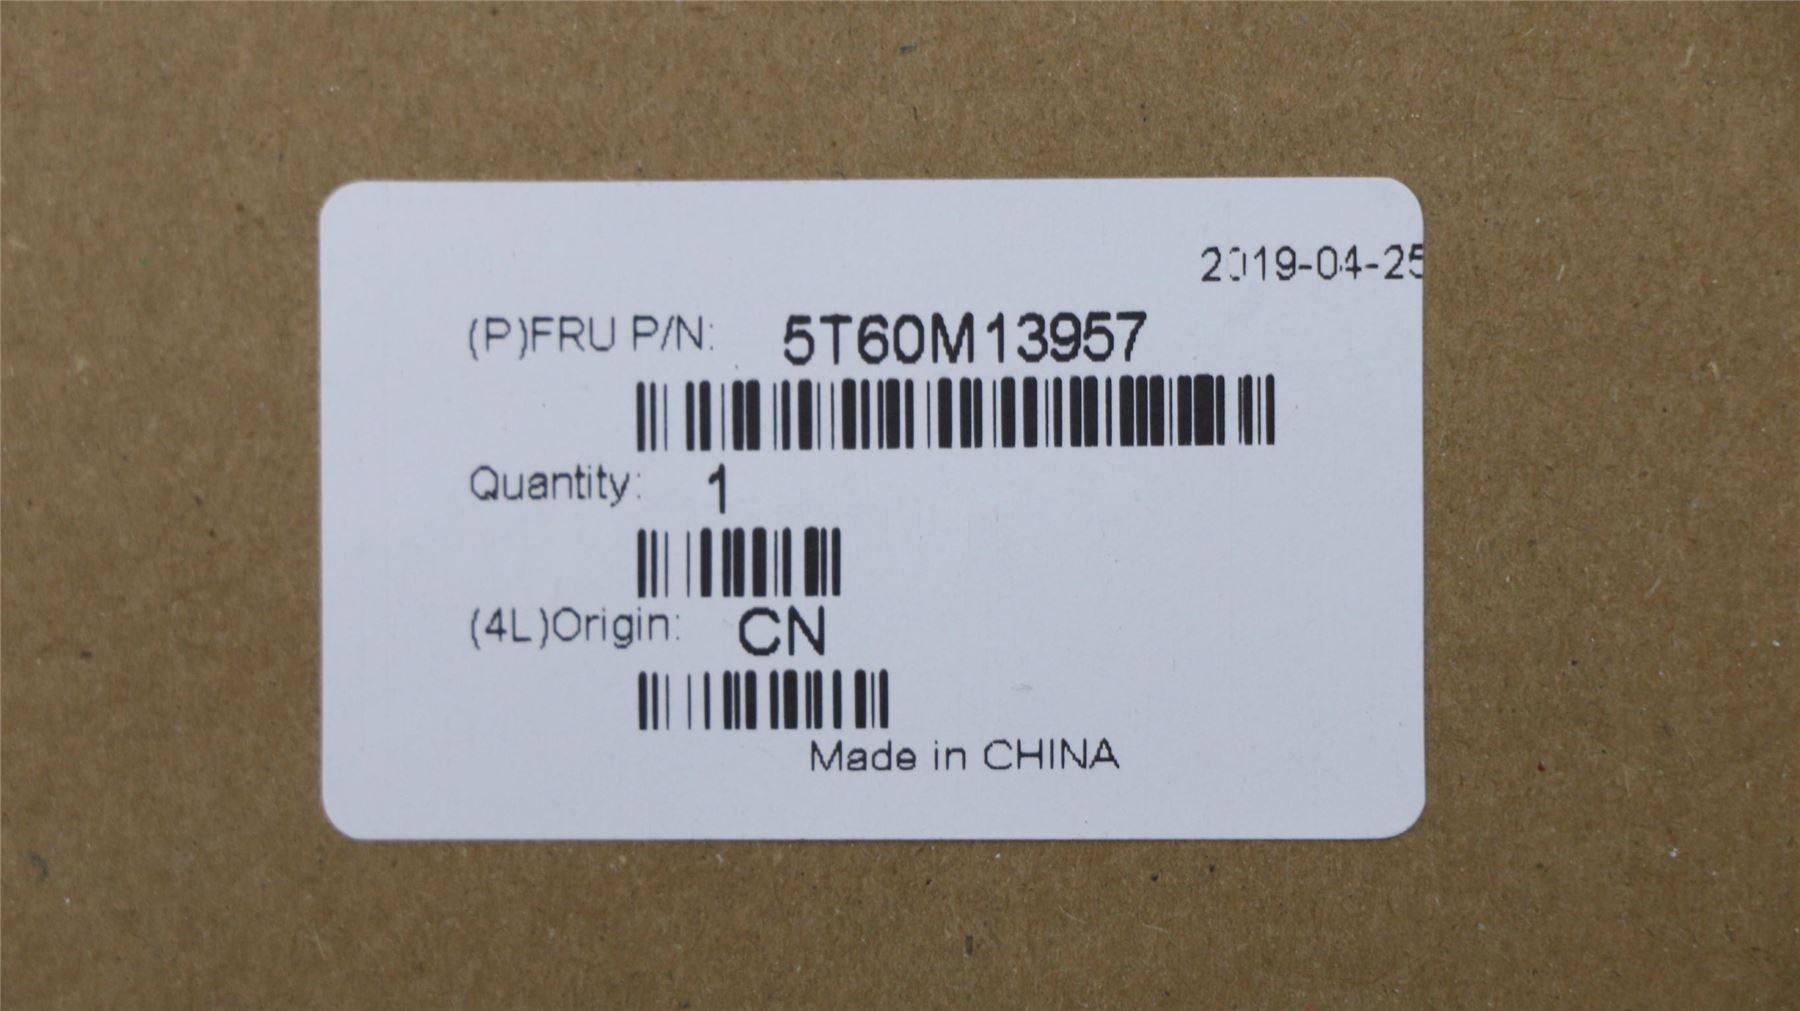 2019-04-25
(P)FRU P/N: 5T60M13957
Quantity: 1
(4L)Origin: CN
Made in CHINA